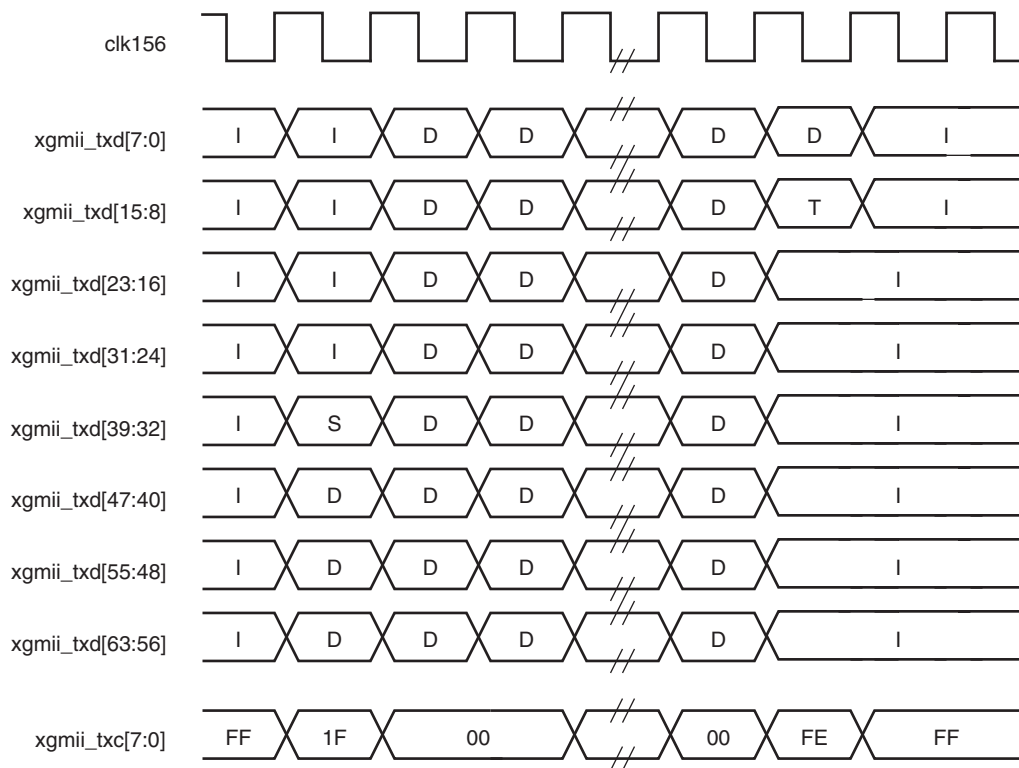 clk156
xgmii_txd[7:0] I I D D D D I
xgmii_txd[15:8] I I D D D T I
xgmii_txd[23:16] I I D D D I
xgmii_txd[31:24] I I D D D I
xgmii_txd[39:32] I S D D D I
xgmii_txd[47:40] I D D D D I
xgmii_txd[55:48] I D D D D I
xgmii_txd[63:56] I D D D D I
xgmii_txc[7:0] FF 1F 00 00 FE FF